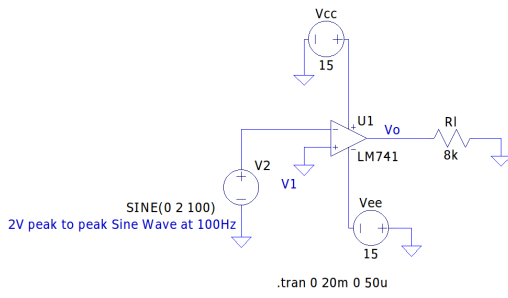 Vcc
15
U1
Vo
Rl
8k
LM741
V2
V1
SINE(0 2 100)
2V peak to peak Sine Wave at 100Hz
Vee
15
.tran 0 20m 0 50u